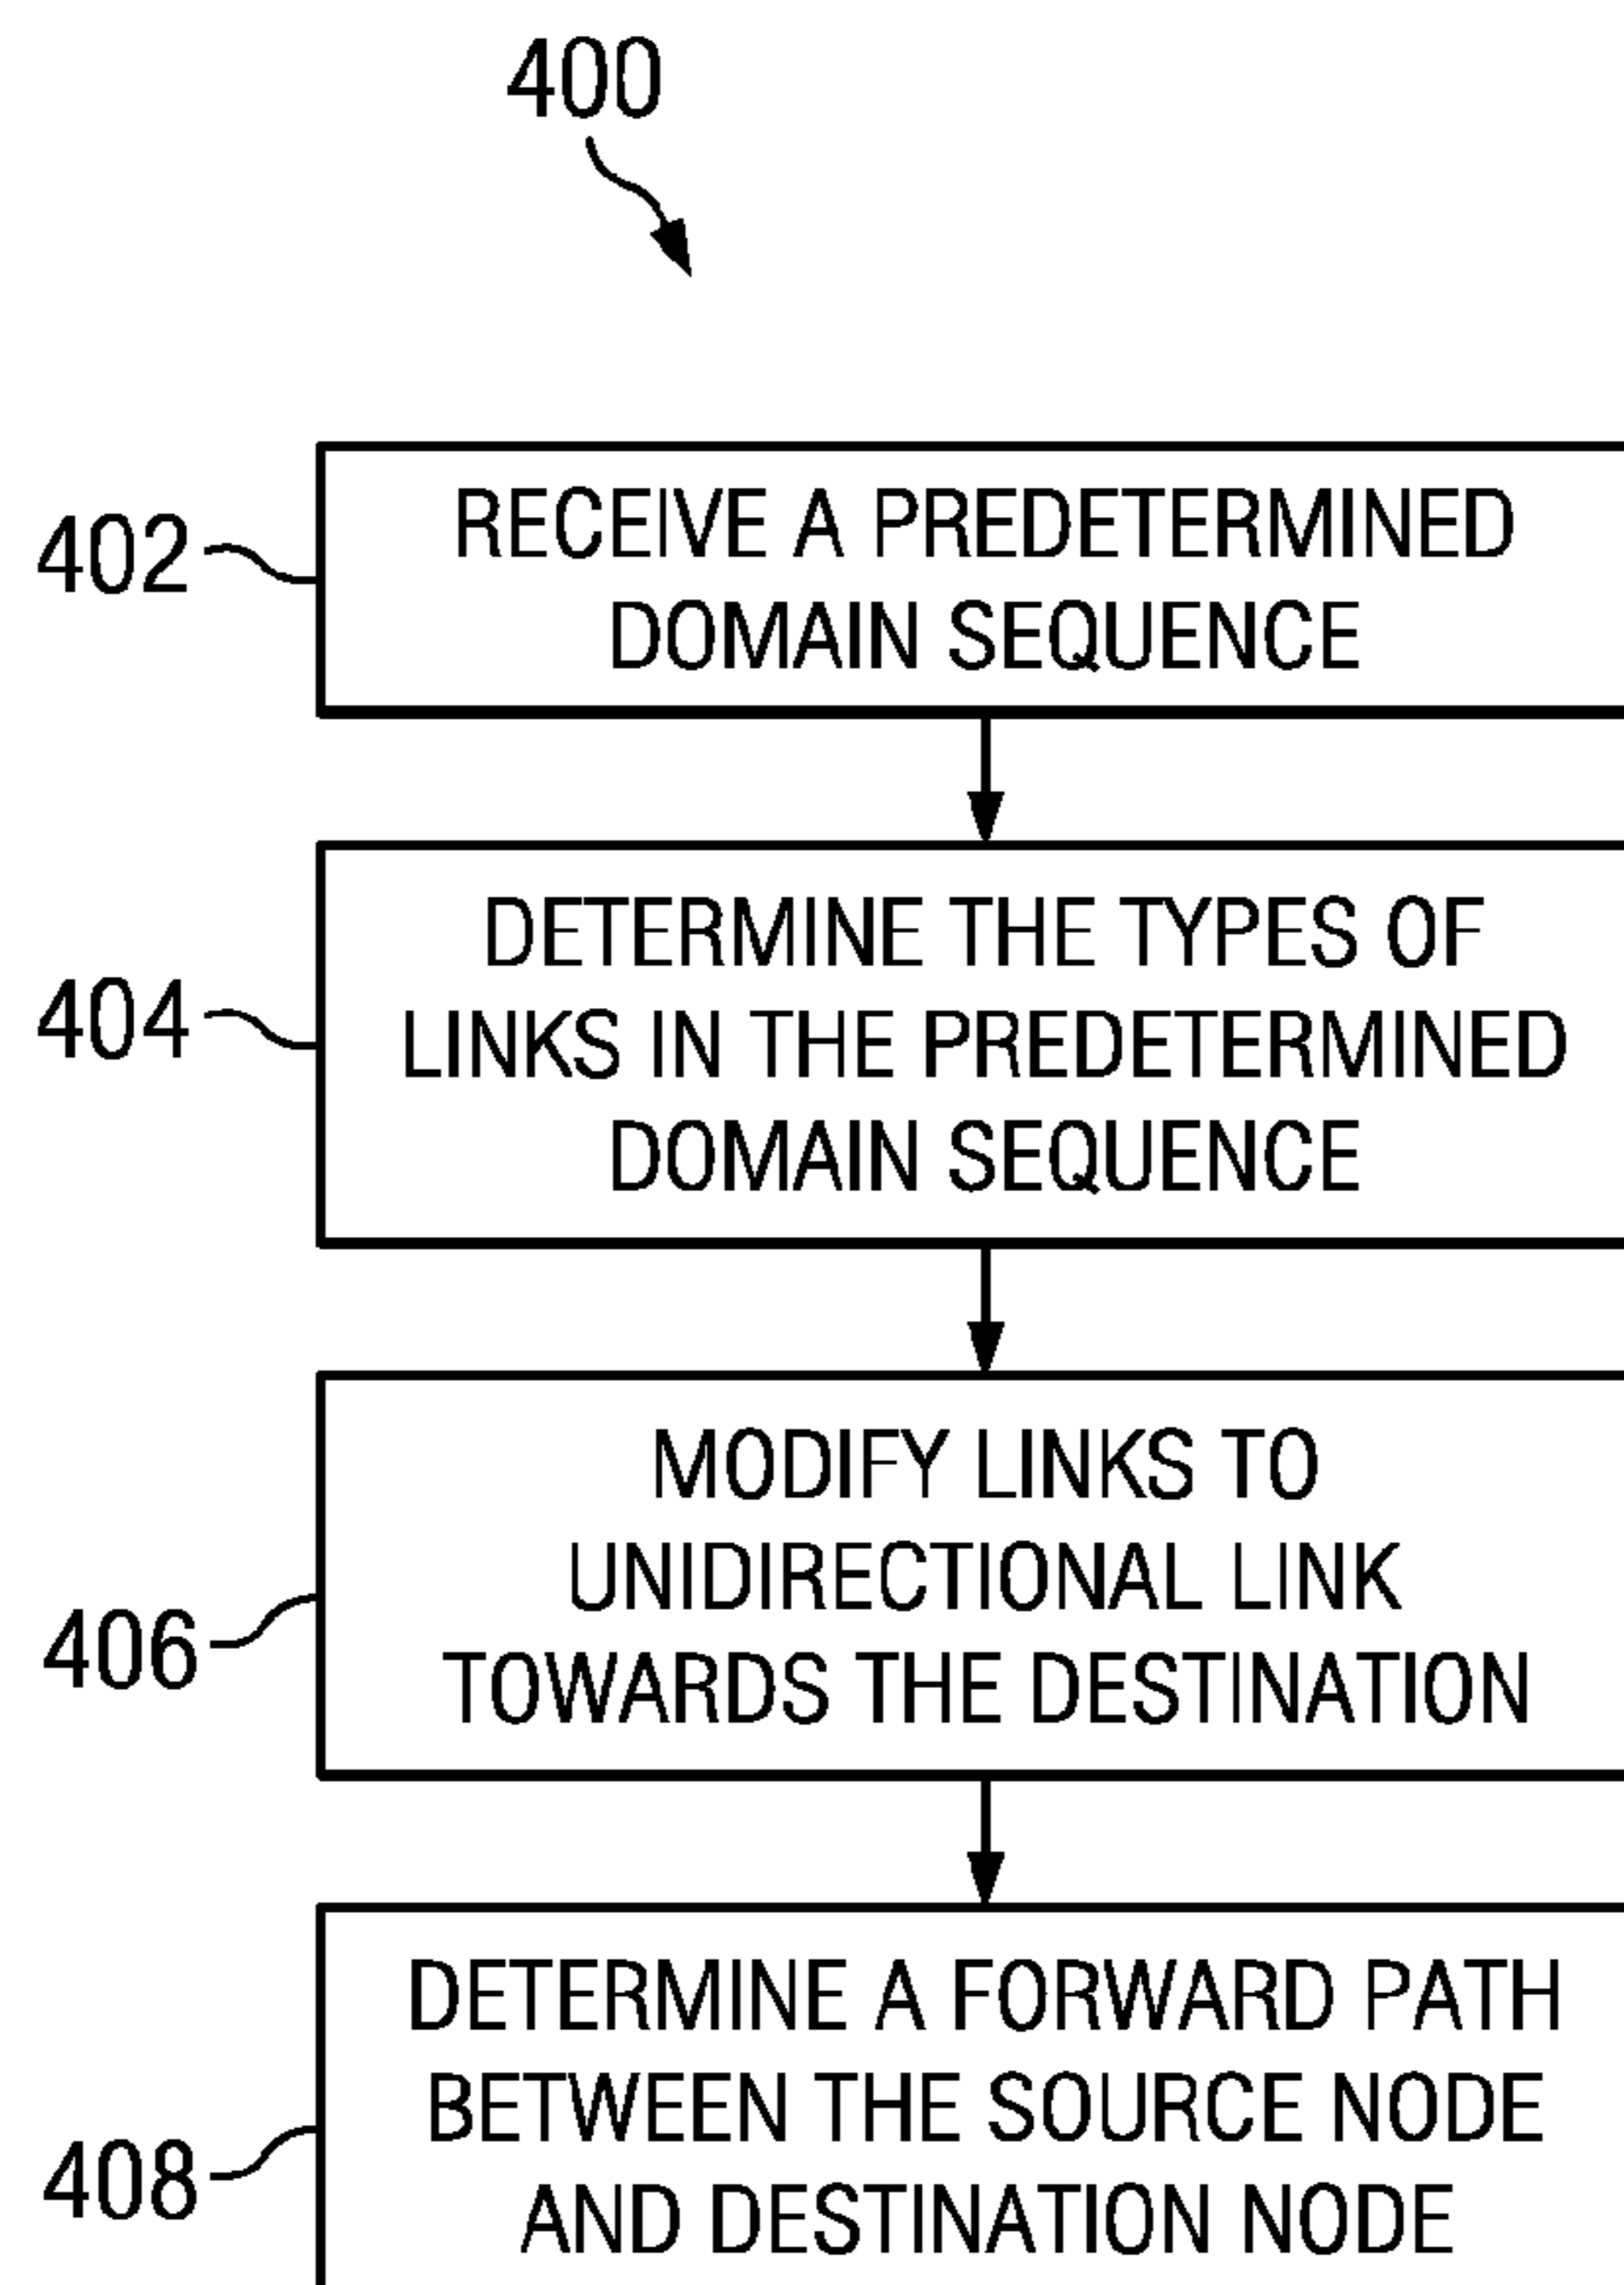 400
402
RECEIVE A PREDETERMINED
DOMAIN SEQUENCE
404
DETERMINE THE TYPES OF
LINKS IN THE PREDETERMINED
DOMAIN SEQUENCE
406
MODIFY LINKS TO
UNIDIRECTIONAL LINK
TOWARDS THE DESTINATION
408
DETERMINE A FORWARD PATH
BETWEEN THE SOURCE NODE
AND DESTINATION NODE